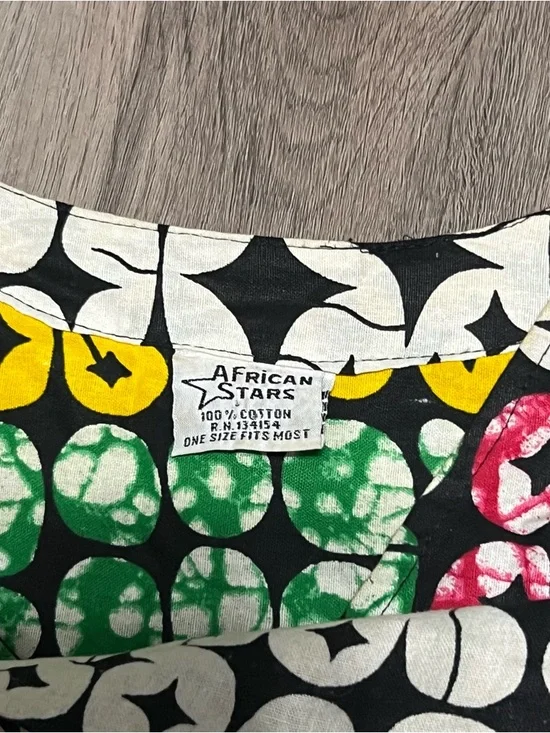 AFRICAN
STARS
100% COTTON
R.N.134154
ONE SIZE FITS MOST